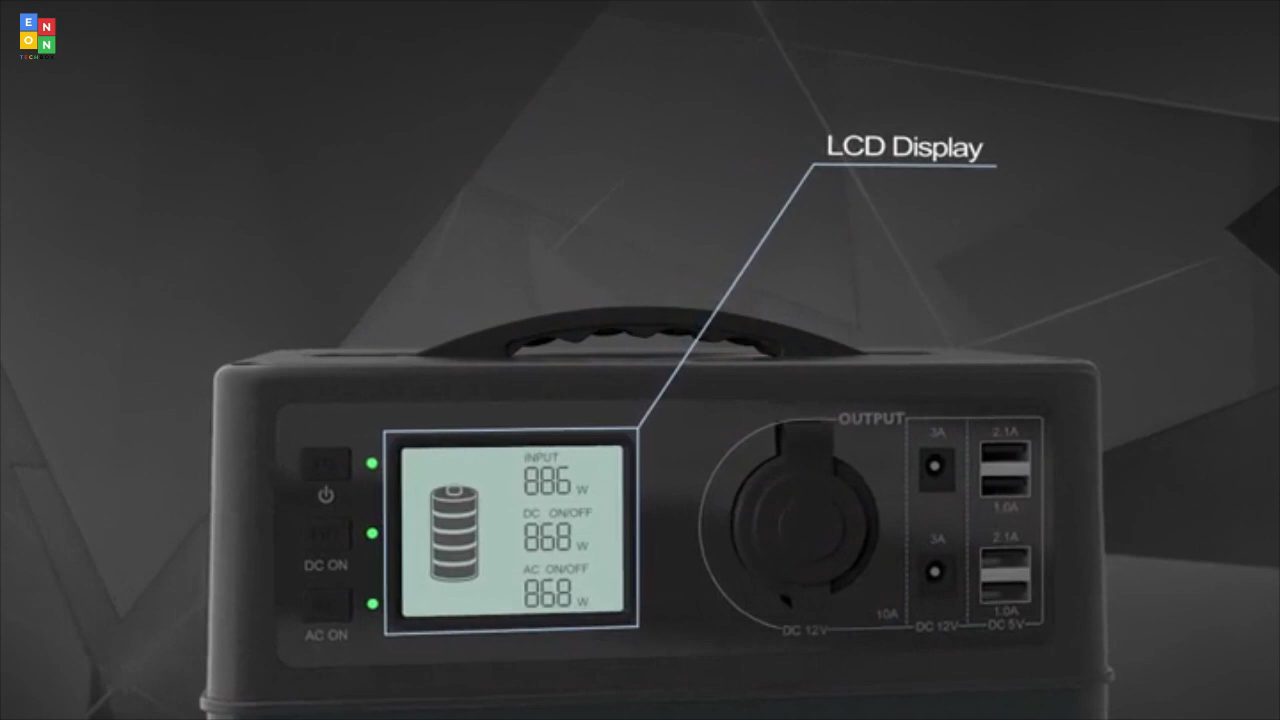 E N
O N
TECHBOX
LCD Display
OUTPUT
INPUT
886 W
DC ON/OFF
868 W
AC ON/OFF
868 W
DC ON
AC ON
3A
2.1A
1.0A
3A
2.1A
1.0A
10A
DC 12V
DC 12V
DC 5V